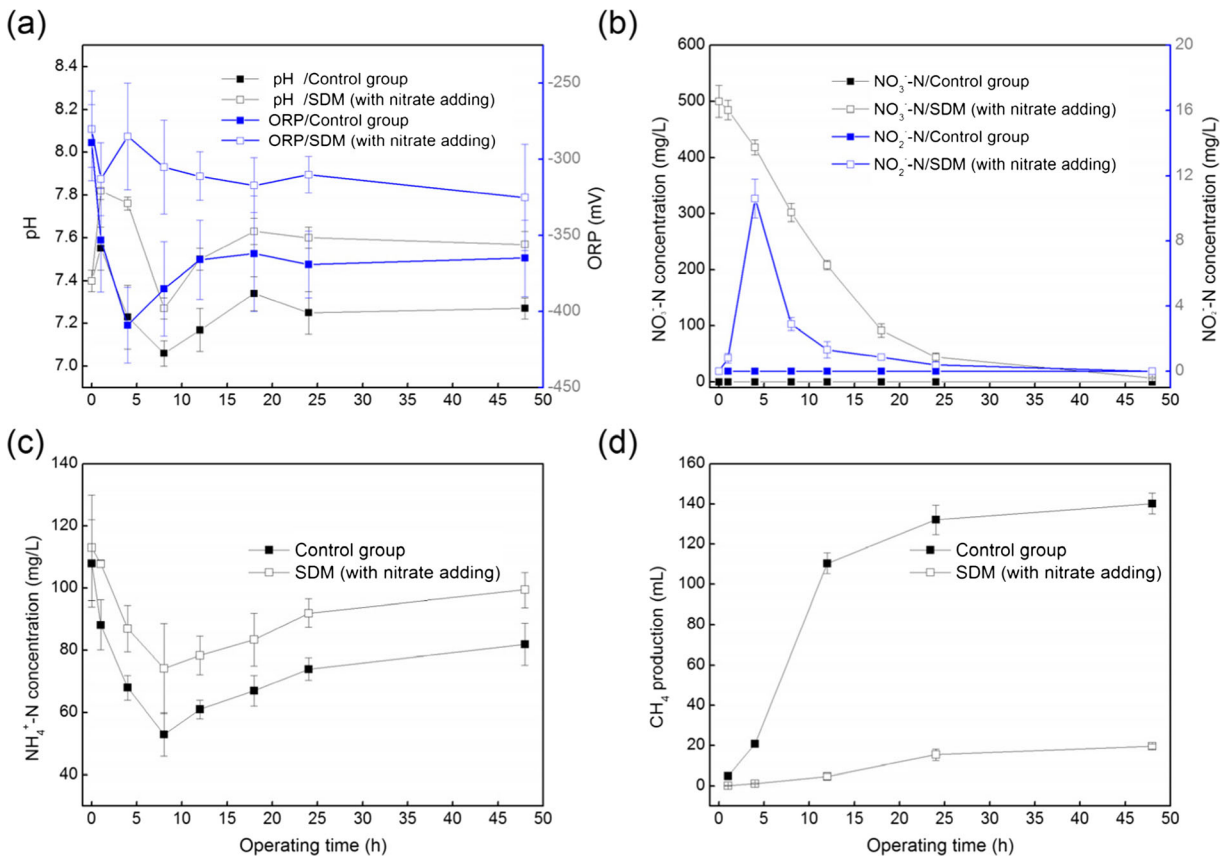 (a)
8.4
8.2
8.0
7.8
7.6
7.4
7.2
7.0
pH
-250
-300
-350
-400
-450
ORP (mV)
pH /Control group
pH /SDM (with nitrate adding)
ORP/Control group
ORP/SDM (with nitrate adding)
0 5 10 15 20 25 30 35 40 45 50
(b)
600
500
400
300
200
100
0
NO3--N concentration (mg/L)
20
16
12
8
4
0
NO2--N concentration (mg/L)
NO3--N/Control group
NO3--N/SDM (with nitrate adding)
NO2--N/Control group
NO2--N/SDM (with nitrate adding)
0 5 10 15 20 25 30 35 40 45 50
(c)
140
120
100
80
60
40
NH4+-N concentration (mg/L)
Control group
SDM (with nitrate adding)
0 5 10 15 20 25 30 35 40 45 50
Operating time (h)
(d)
160
140
120
100
80
60
40
20
0
CH4 production (mL)
Control group
SDM (with nitrate adding)
0 5 10 15 20 25 30 35 40 45 50
Operating time (h)